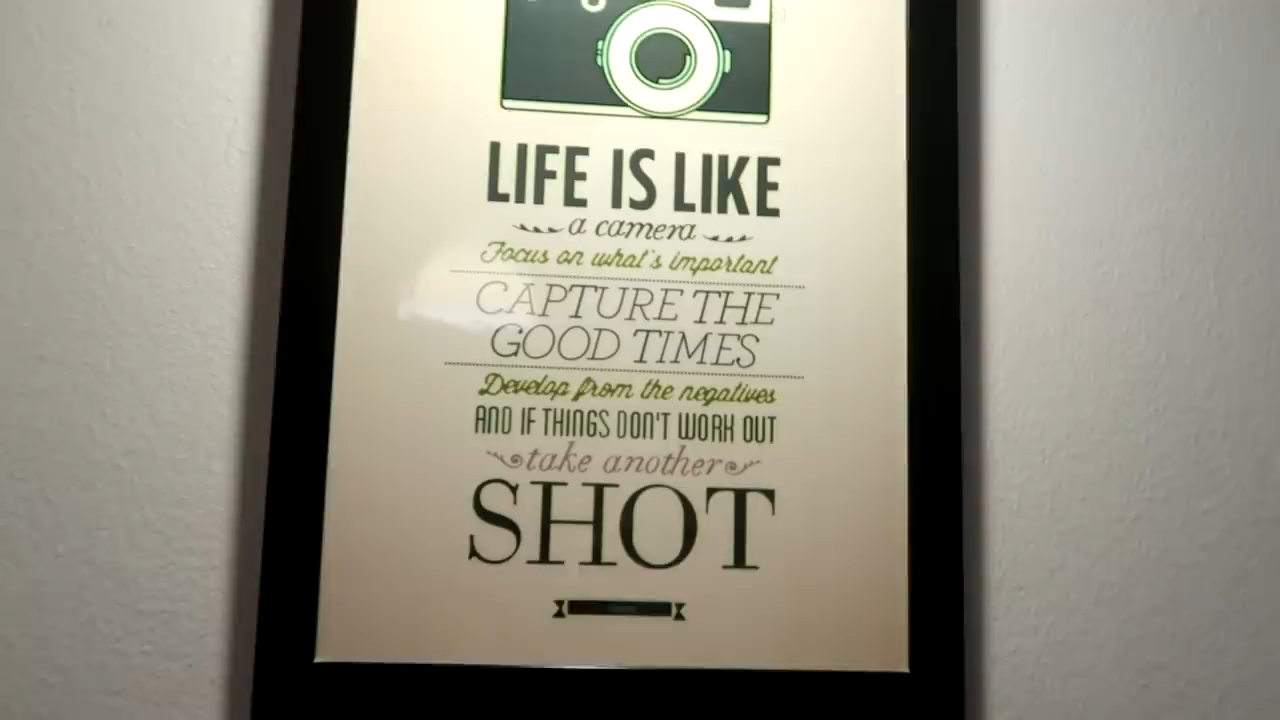 LIFE IS LIKE
a camera
Focus on what's important
CAPTURE THE
GOOD TIMES
Develop from the negatives
AND IF THINGS DON'T WORK OUT
take another
SHOT